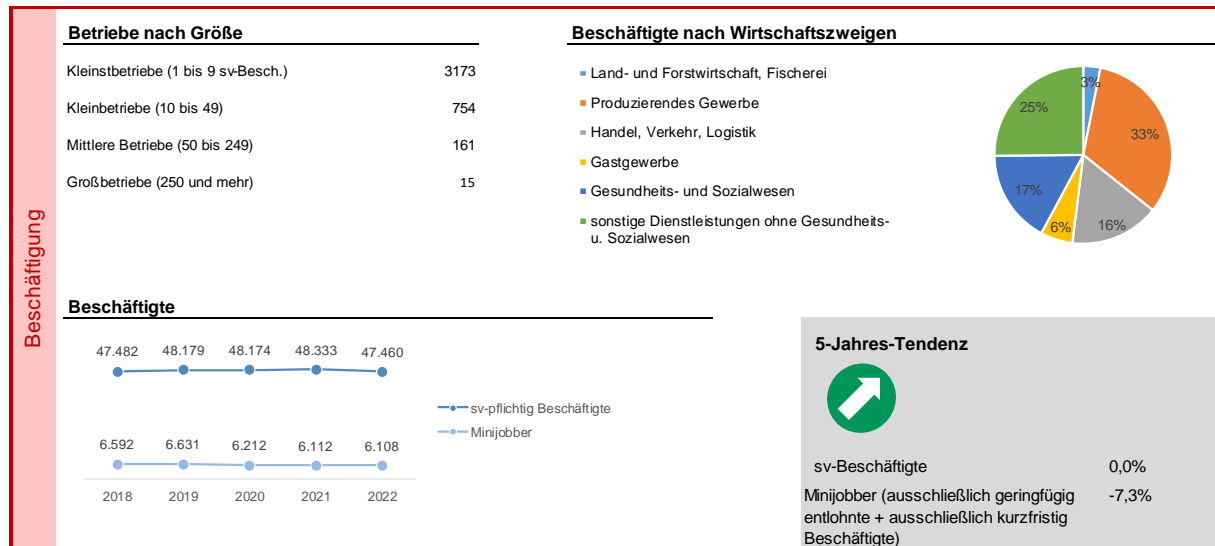 Beschäftigung
Betriebe nach Größe
Kleinstbetriebe (1 bis 9 sv-Besch.) 3173
Kleinbetriebe (10 bis 49) 754
Mittlere Betriebe (50 bis 249) 161
Großbetriebe (250 und mehr) 15
Beschäftigte nach Wirtschaftszweigen
Land- und Forstwirtschaft, Fischerei
Produzierendes Gewerbe
Handel, Verkehr, Logistik
Gastgewerbe
Gesundheits- und Sozialwesen
sonstige Dienstleistungen ohne Gesundheits-
u. Sozialwesen
3%
33%
16%
6%
17%
25%
Beschäftigte
47.482 48.179 48.174 48.333 47.460
sv-pflichtig Beschäftigte
Minijobber
6.592 6.631 6.212 6.112 6.108
2018 2019 2020 2021 2022
5-Jahres-Tendenz
sv-Beschäftigte 0,0%
Minijobber (ausschließlich geringfügig -7,3%
entlohnte + ausschließlich kurzfristig
Beschäftigte)